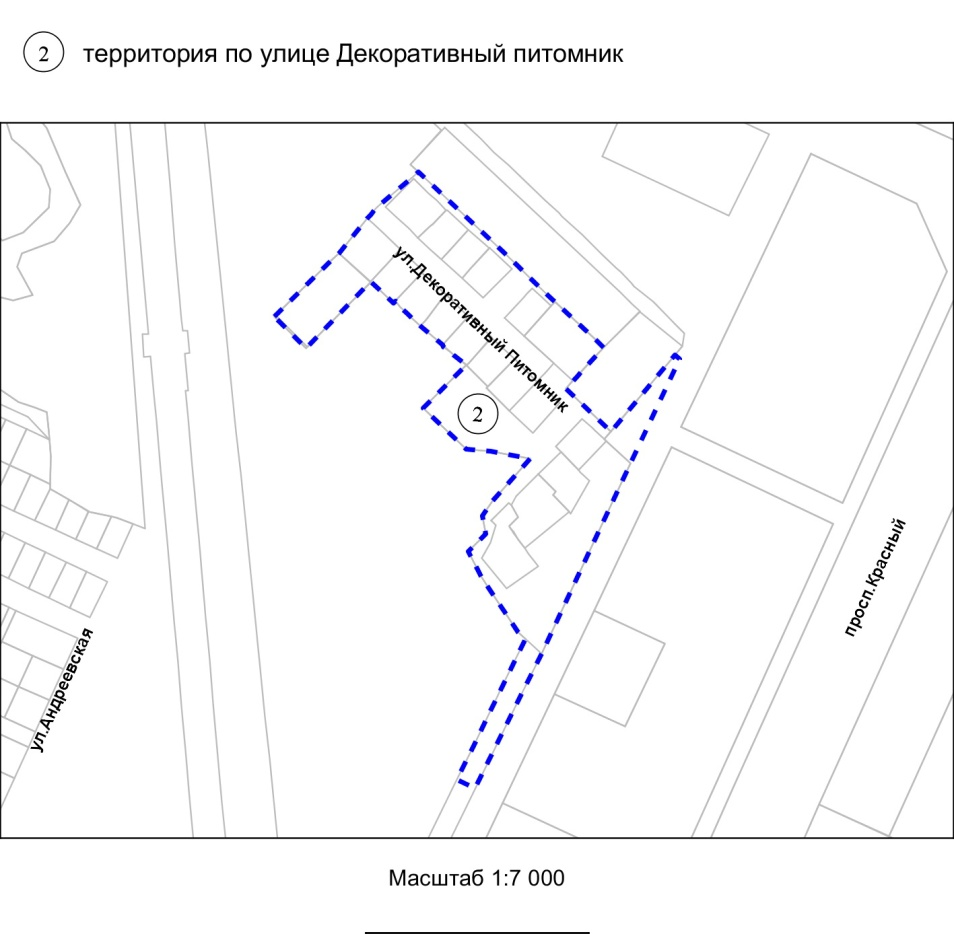 2 территория по улице Декоративный питомник
ул.Декоративный Питомник
2
просп.Красный
ул.Андреевская
Масштаб 1:7 000